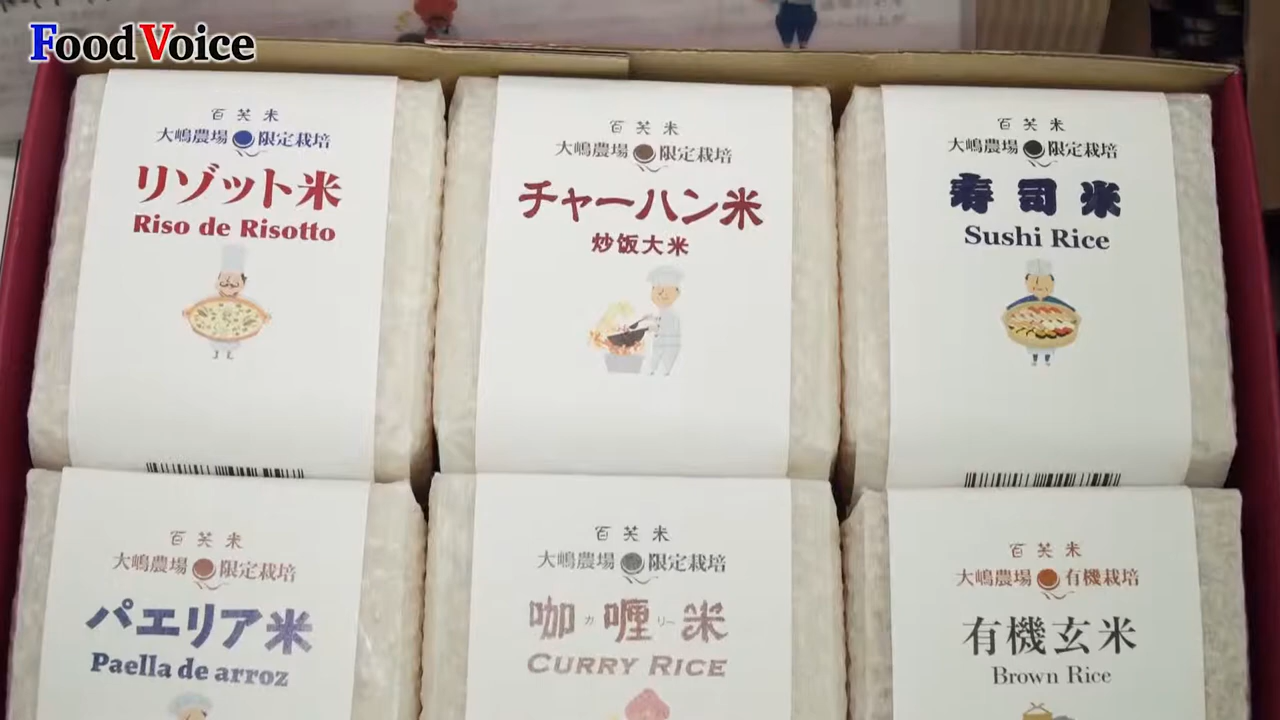 Food Voice
百笑米
大嶋農場 限定栽培
リゾット米
Riso de Risotto
百笑米
大嶋農場 限定栽培
チャーハン米
炒饭大米
百笑米
大嶋農場 限定栽培
寿司米
Sushi Rice
百笑米
大嶋農場 限定栽培
パエリア米
Paella de arroz
百笑米
大嶋農場 限定栽培
咖カ喱リー米
CURRY RICE
百笑米
大嶋農場 有機栽培
有機玄米
Brown Rice